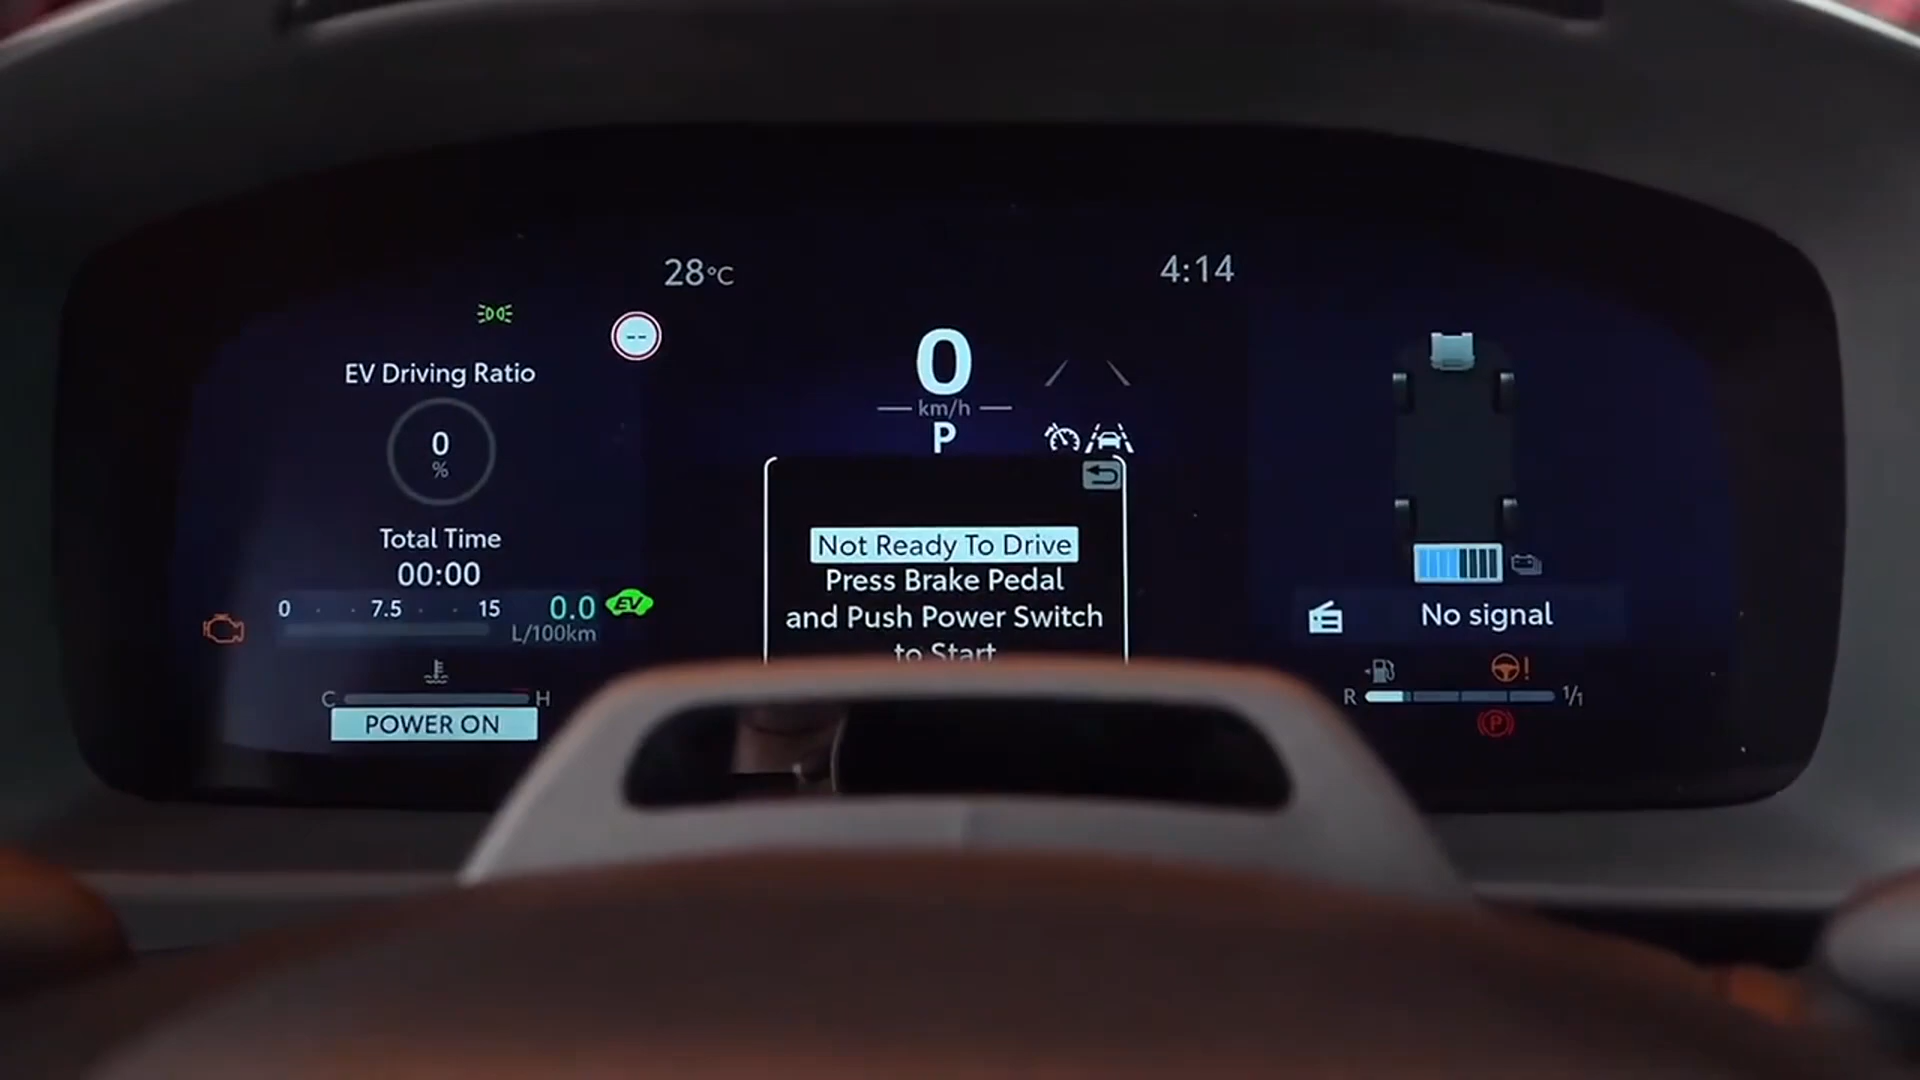 28°C
4:14
--
EV Driving Ratio
0
%
Total Time
00:00
0 7.5 15 0.0 EV
L/100km
C H
POWER ON
0
km/h
P
Not Ready To Drive
Press Brake Pedal
and Push Power Switch
to Start
No signal
!
R 1/1
P